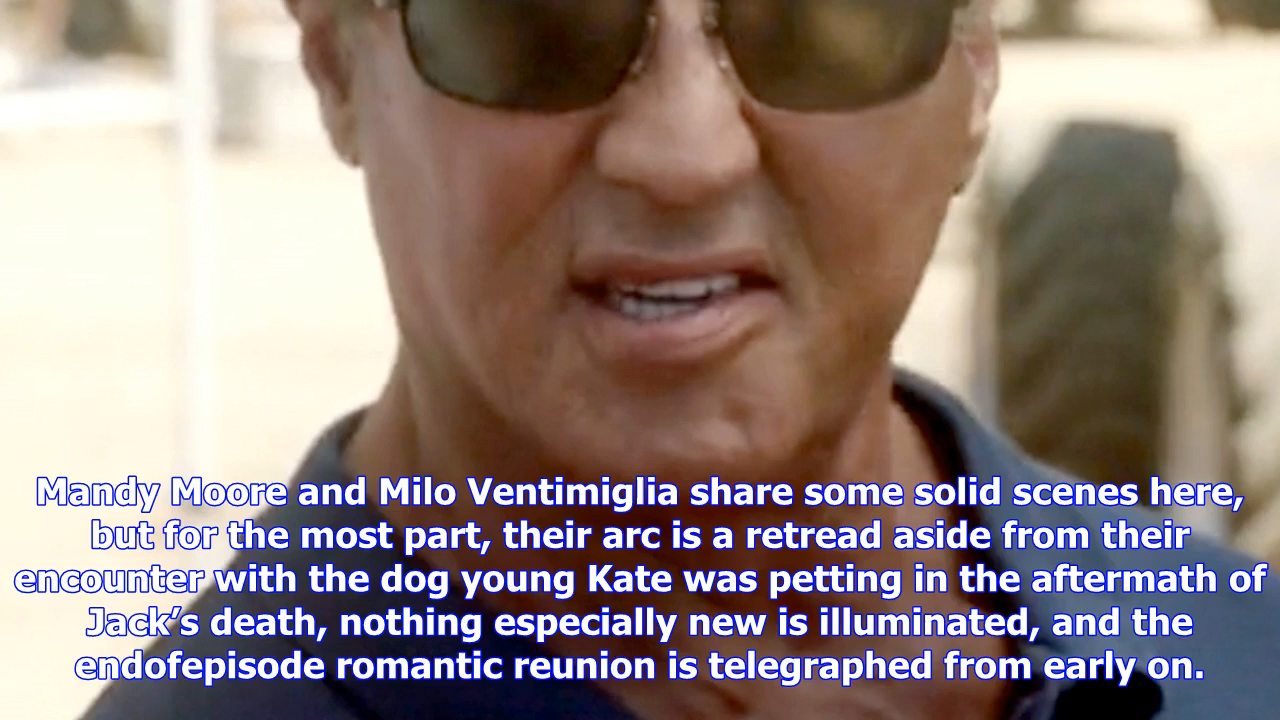 Mandy Moore and Milo Ventimiglia share some solid scenes here,
but for the most part, their arc is a retread aside from their
encounter with the dog young Kate was petting in the aftermath of
Jack’s death, nothing especially new is illuminated, and the
endofepisode romantic reunion is telegraphed from early on.